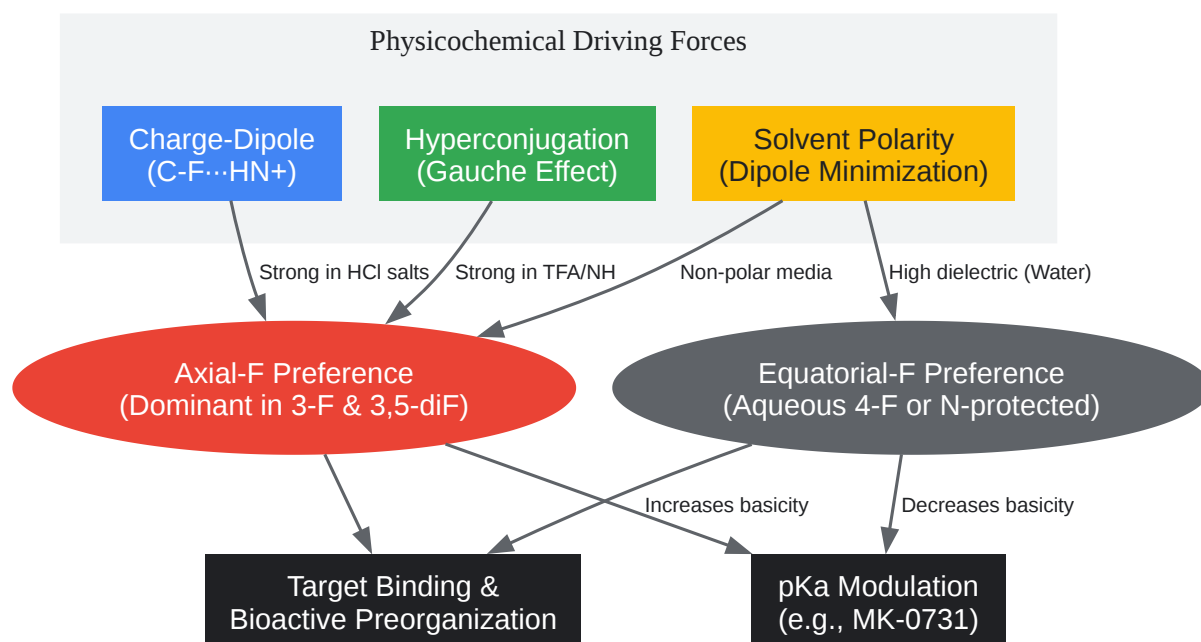 Physicochemical Driving Forces
Charge-Dipole
(C-F···HN+)
Hyperconjugation
(Gauche Effect)
Solvent Polarity
(Dipole Minimization)
Strong in HCl salts
Strong in TFA/NH
Non-polar media
High dielectric (Water)
Axial-F Preference
(Dominant in 3-F & 3,5-diF)
Equatorial-F Preference
(Aqueous 4-F or N-protected)
Increases basicity
Decreases basicity
Target Binding &
Bioactive Preorganization
pKa Modulation
(e.g., MK-0731)